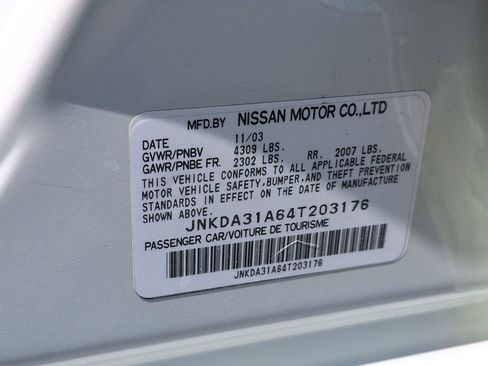 MFD.BY NISSAN MOTOR CO.,LTD
DATE 11/03
GVWR/PNBV 4309 LBS.
GAWR/PNBE FR. 2302 LBS. RR. 2007 LBS.
THIS VEHICLE CONFORMS TO ALL APPLICABLE FEDERAL
MOTOR VEHICLE SAFETY,BUMPER,AND THEFT PREVENTION
STANDARDS IN EFFECT ON THE DATE OF MANUFACTURE
SHOWN ABOVE.
JNKDA31A64T203176
PASSENGER CAR/VOITURE DE TOURISME
JNKDA31A64T203176